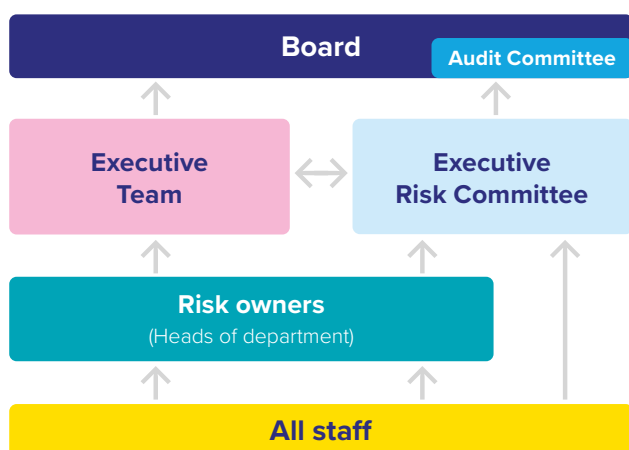 Board
Audit Committee
Executive
Team
Executive
Risk Committee
Risk owners
(Heads of department)
All staff